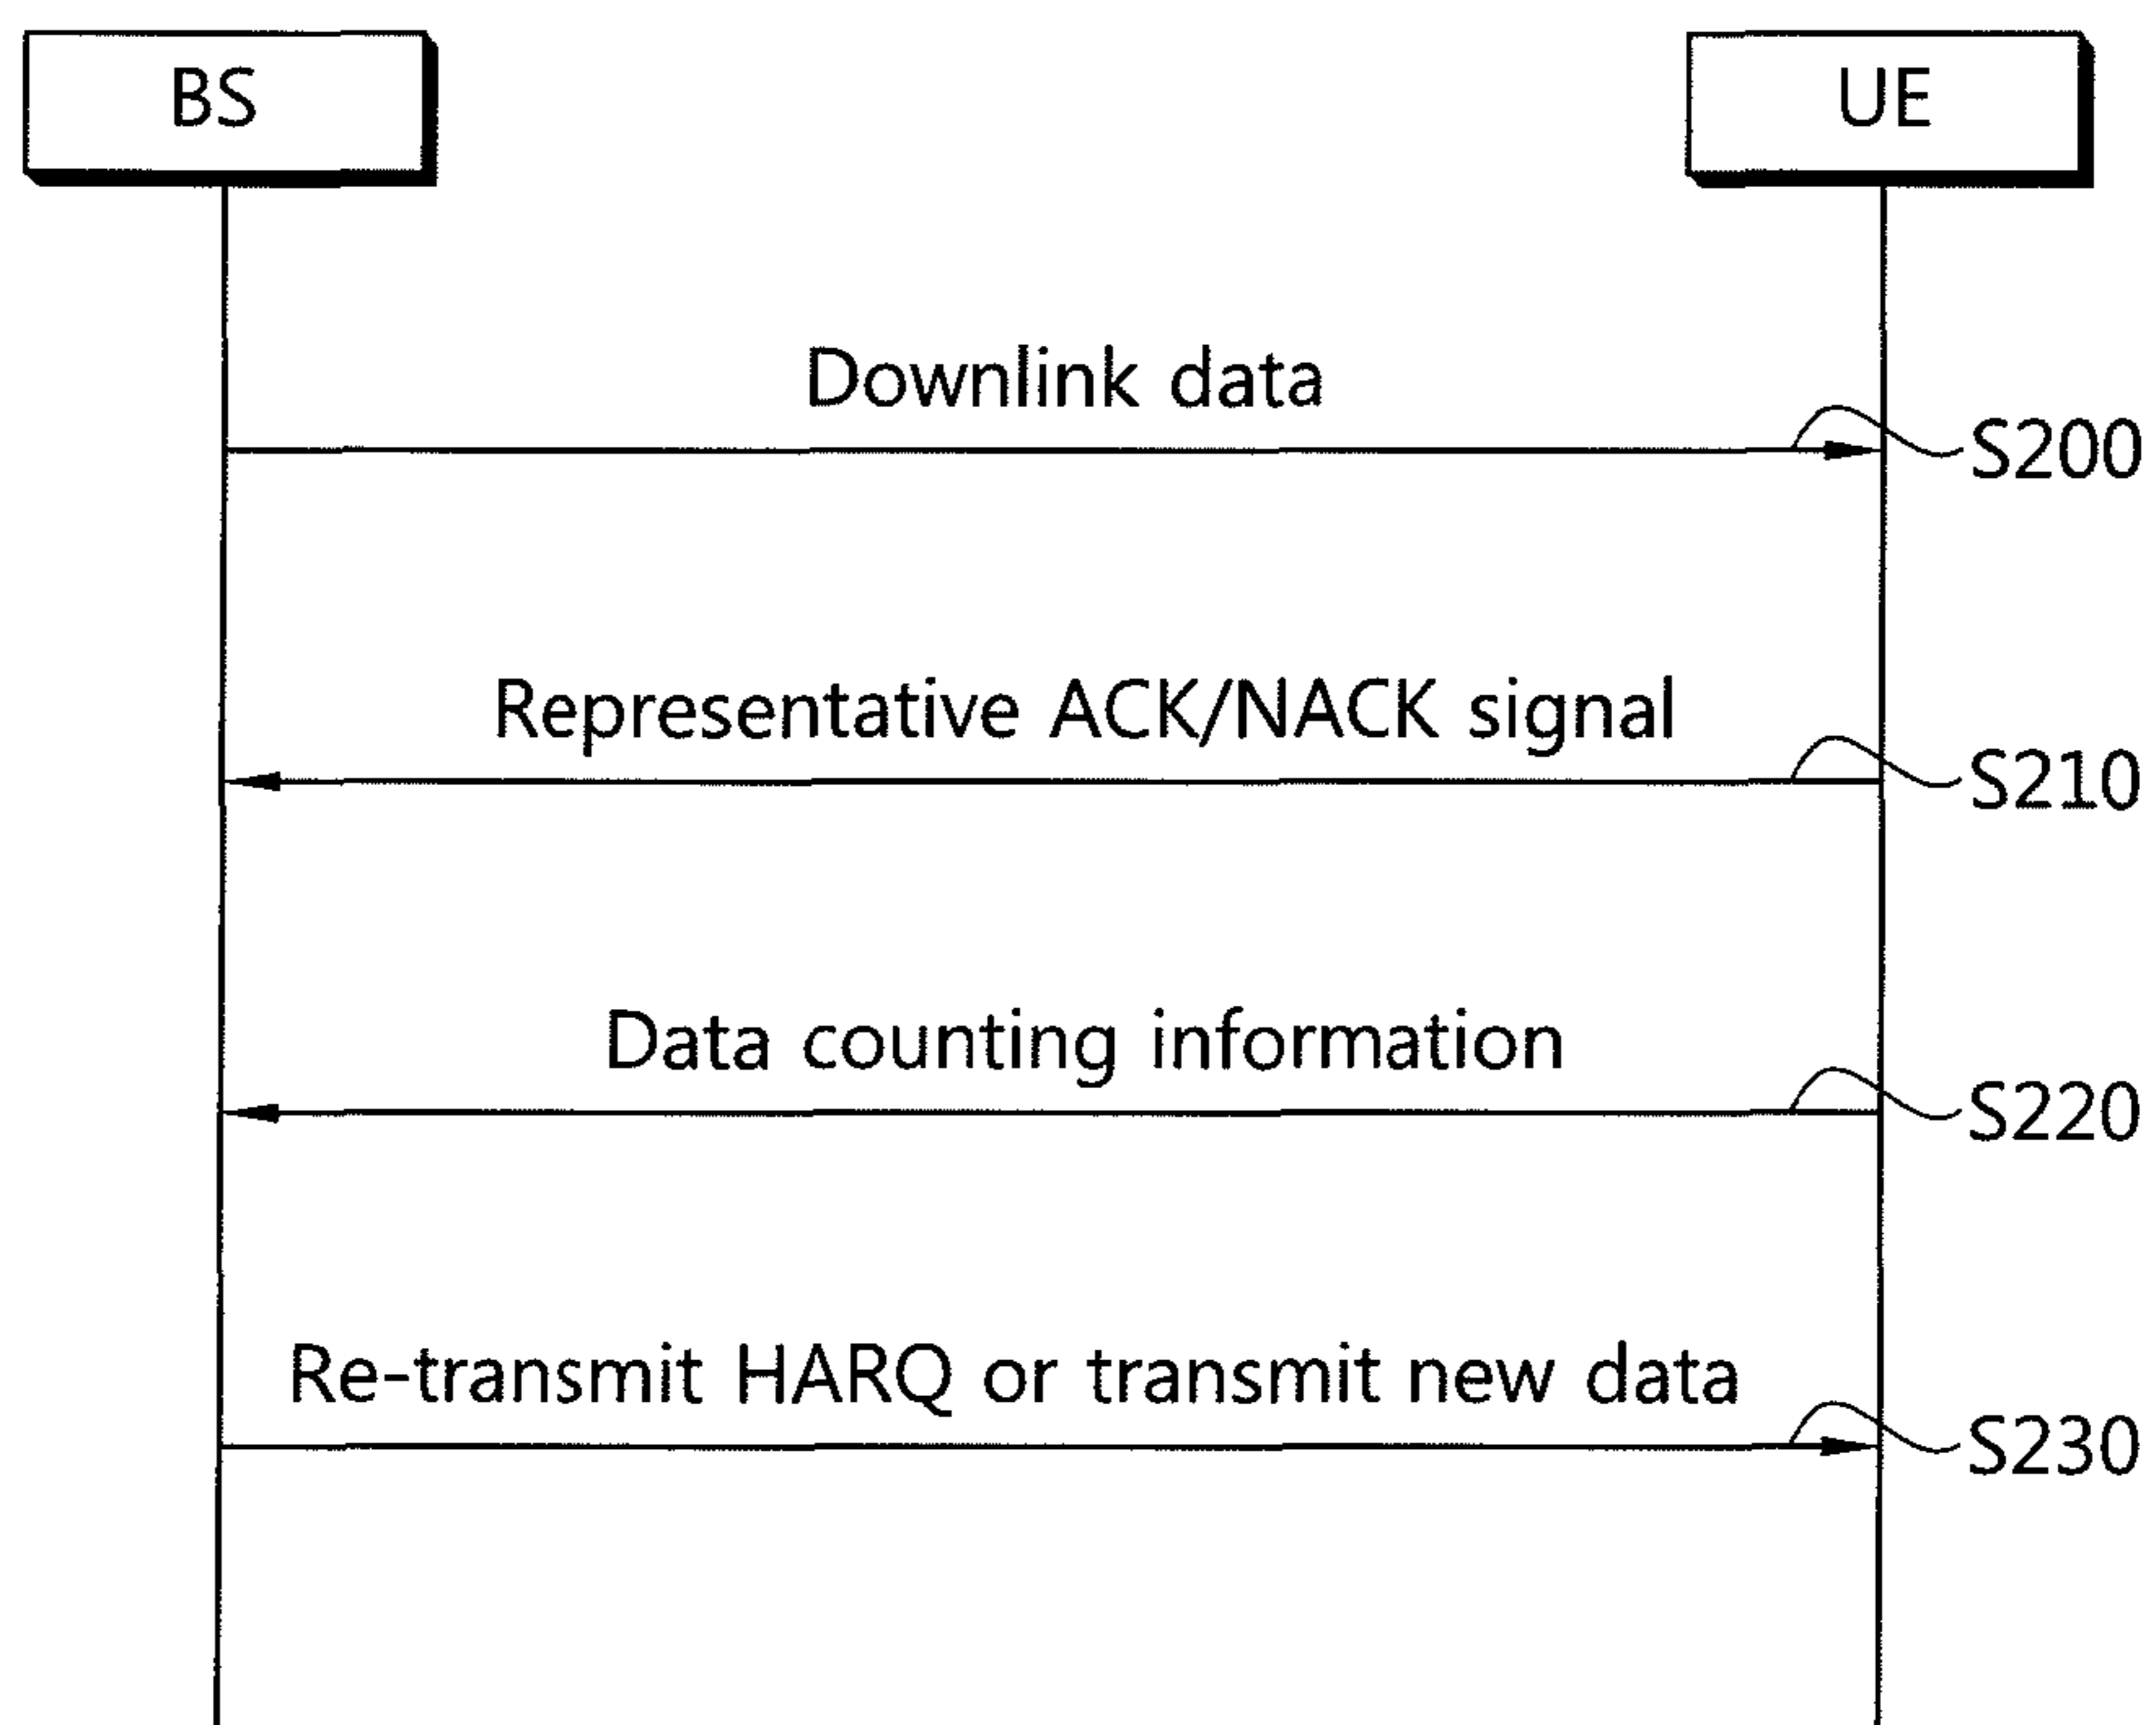 BS
UE
Downlink data
S200
Representative ACK/NACK signal
S210
Data counting information
S220
Re-transmit HARQ or transmit new data
S230